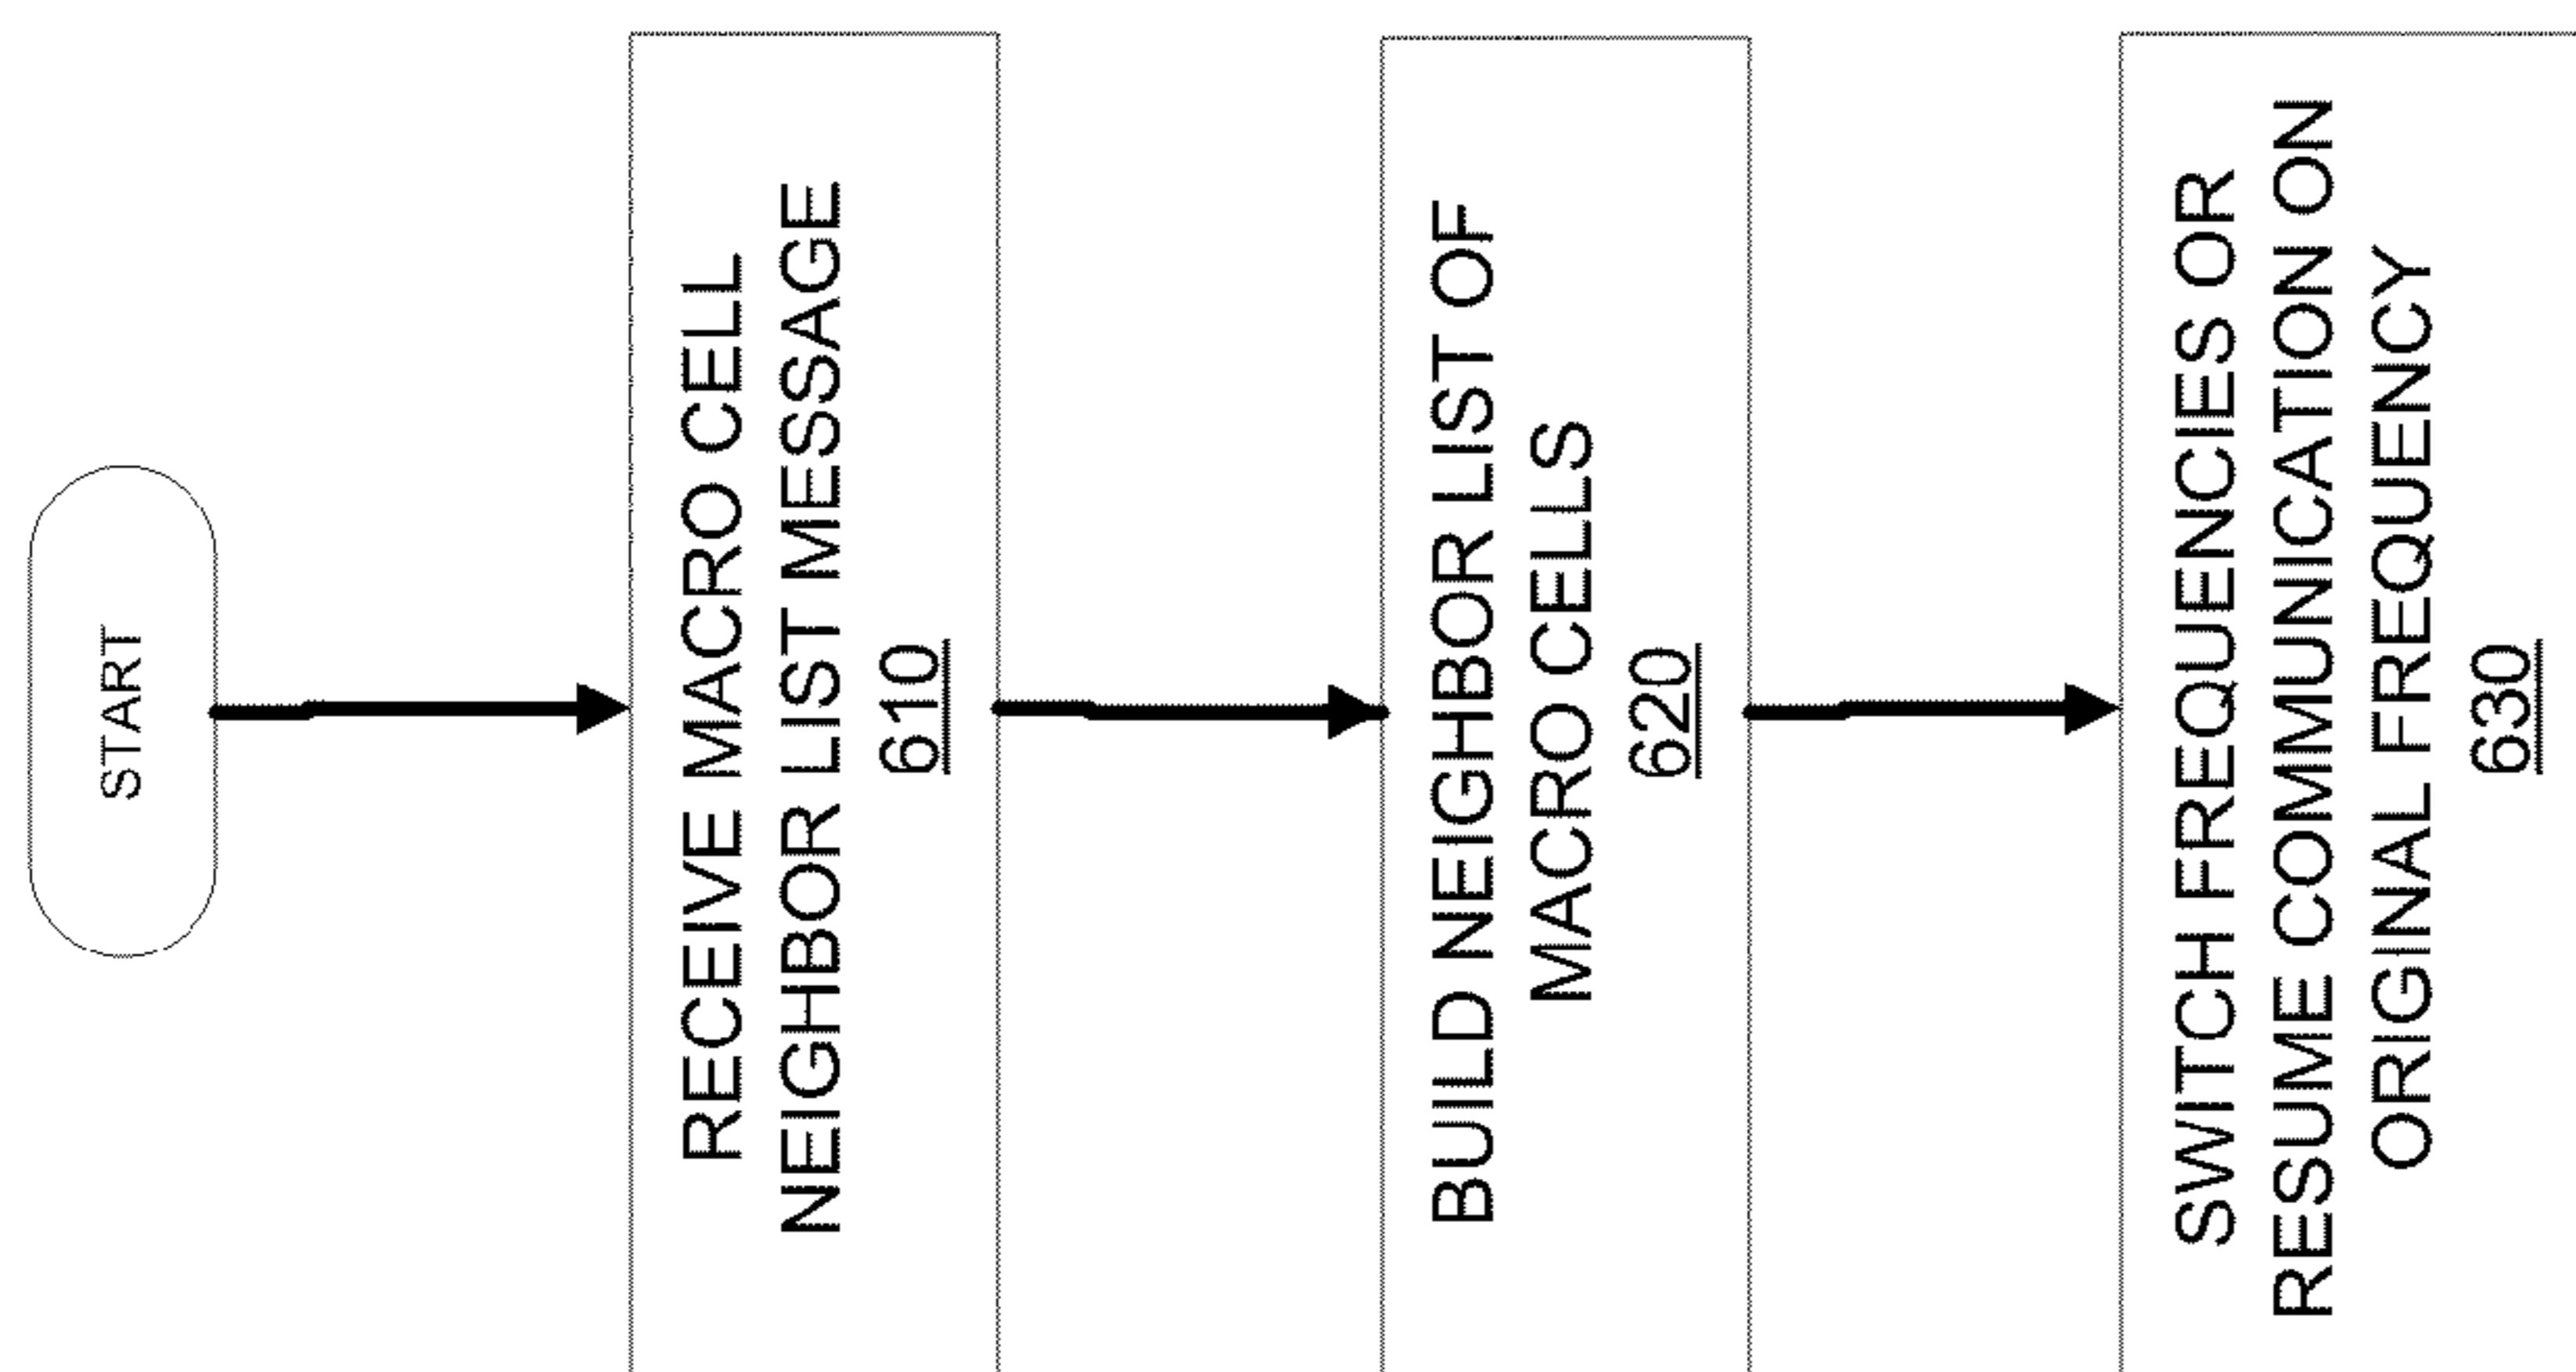 START
RECEIVE MACRO CELL
NEIGHBOR LIST MESSAGE
610
BUILD NEIGHBOR LIST OF
MACRO CELLS
620
SWITCH FREQUENCIES OR
RESUME COMMUNICATION ON
ORIGINAL FREQUENCY
630